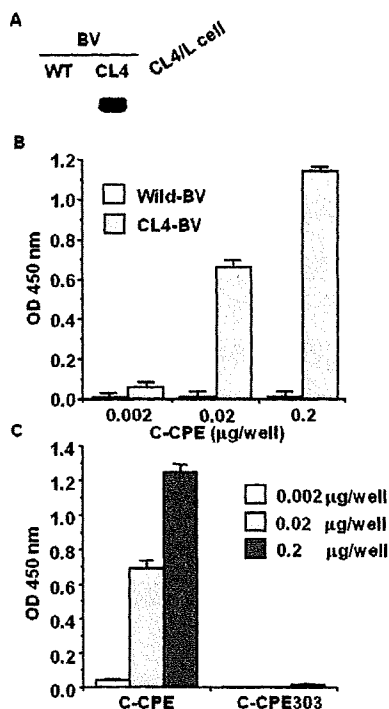 A
BV
WT CL4 CL4/L cell
B
1.2
1.0
0.8
0.6
0.4
0.2
0.0
OD 450 nm
Wild-BV
CL4-BV
0.002 0.02 0.2
C-CPE (μg/well)
C
1.4
1.2
1.0
0.8
0.6
0.4
0.2
0.0
OD 450 nm
0.002 μg/well
0.02 μg/well
0.2 μg/well
C-CPE C-CPE303